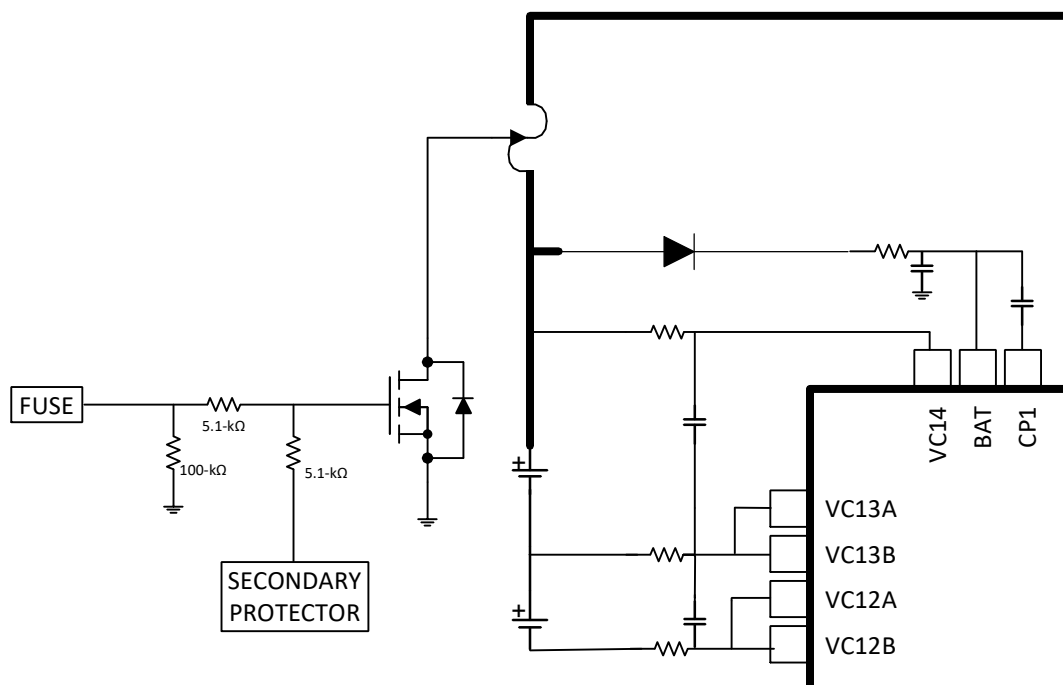 FUSE
5.1-kΩ
100-kΩ
5.1-kΩ
SECONDARY
PROTECTOR
+
+
VC14
BAT
CP1
VC13A
VC13B
VC12A
VC12B